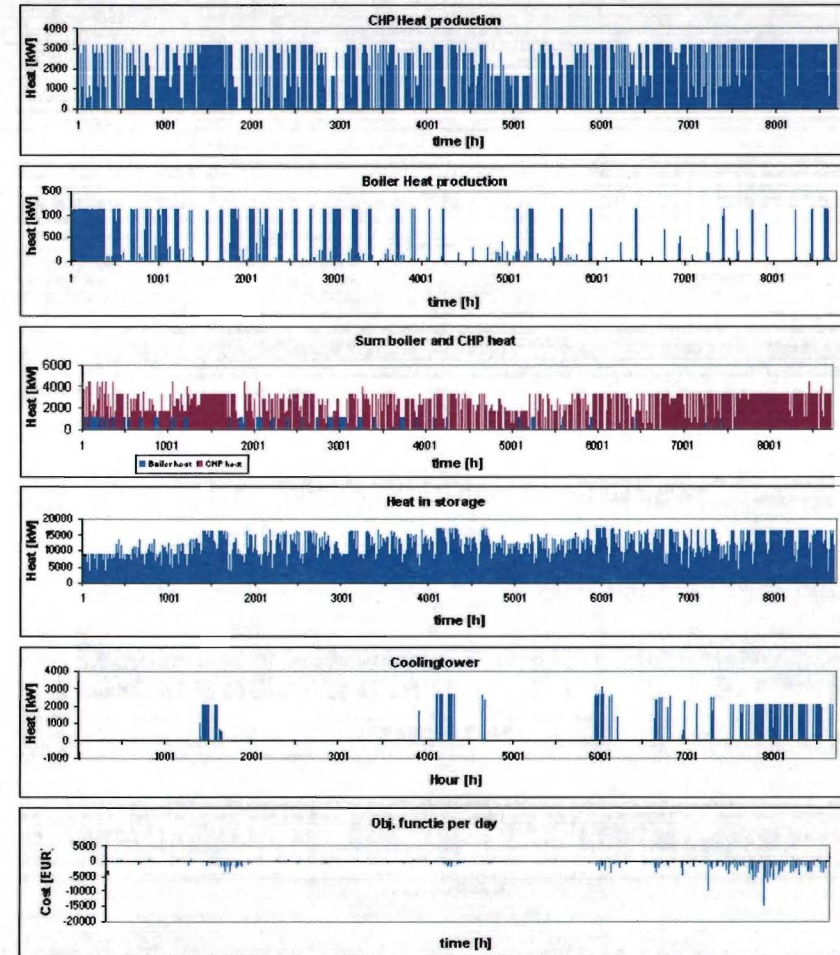 CHP Heat production
Heat [kW]
4000
3000
2000
1000
0
1 1001 2001 3001 4001 5001 6001 7001 8001
time [h]
Boiler Heat production
heat [kW]
1500
1000
500
0
1 1001 2001 3001 4001 5001 6001 7001 8001
time [h]
Sum boiler and CHP heat
Heat [kW]
6000
4000
2000
0
1 1001 2001 3001 4001 5001 6001 7001 8001
Boiler heat CHP heat
time [h]
Heat in storage
Heat [kW]
20000
15000
10000
5000
0
1 1001 2001 3001 4001 5001 6001 7001 8001
time [h]
Coolingtower
Heat [kW]
4000
3000
2000
1000
0
-1000
1 1001 2001 3001 4001 5001 6001 7001 8001
Hour [h]
Obj. functie per day
Cost [EUR]
5000
0
-5000
-10000
-15000
-20000
time [h]